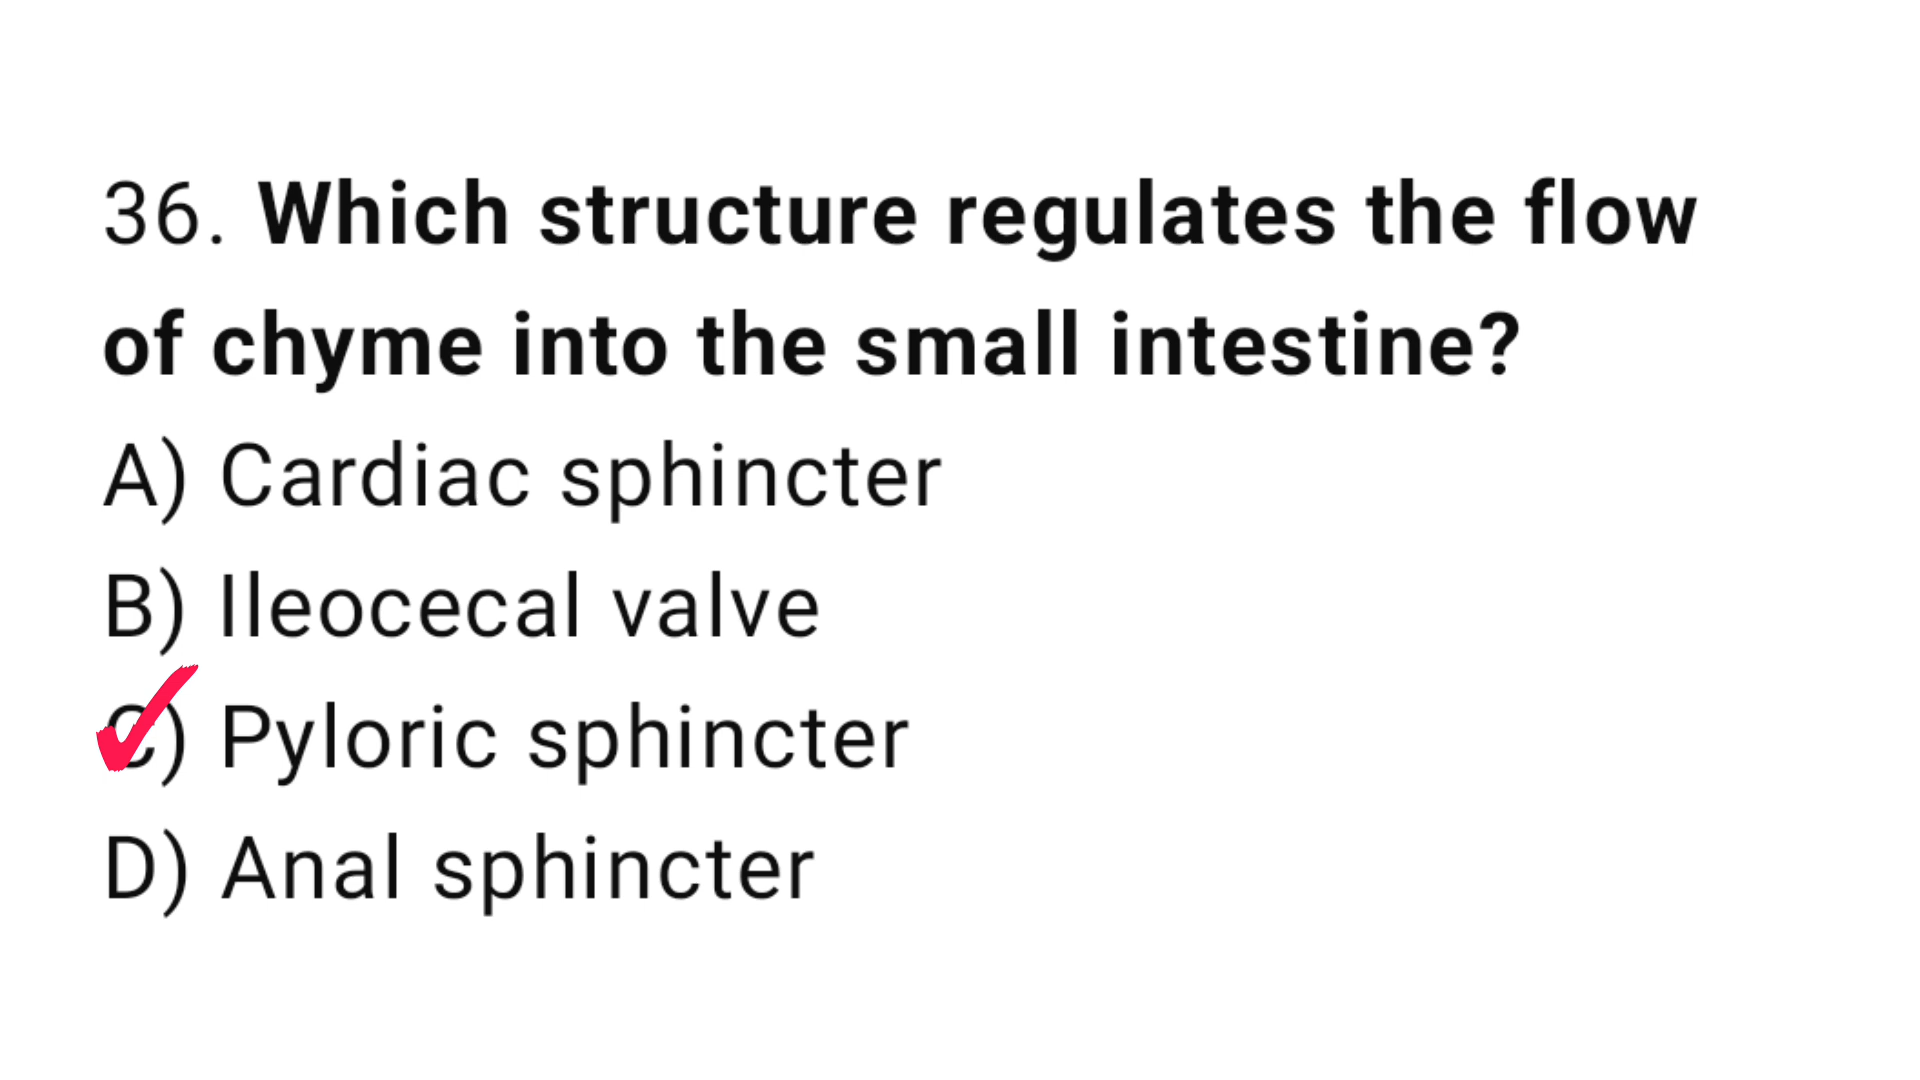 36. Which structure regulates the flow
of chyme into the small intestine?
A) Cardiac sphincter
B) Ileocecal valve
C) Pyloric sphincter
D) Anal sphincter